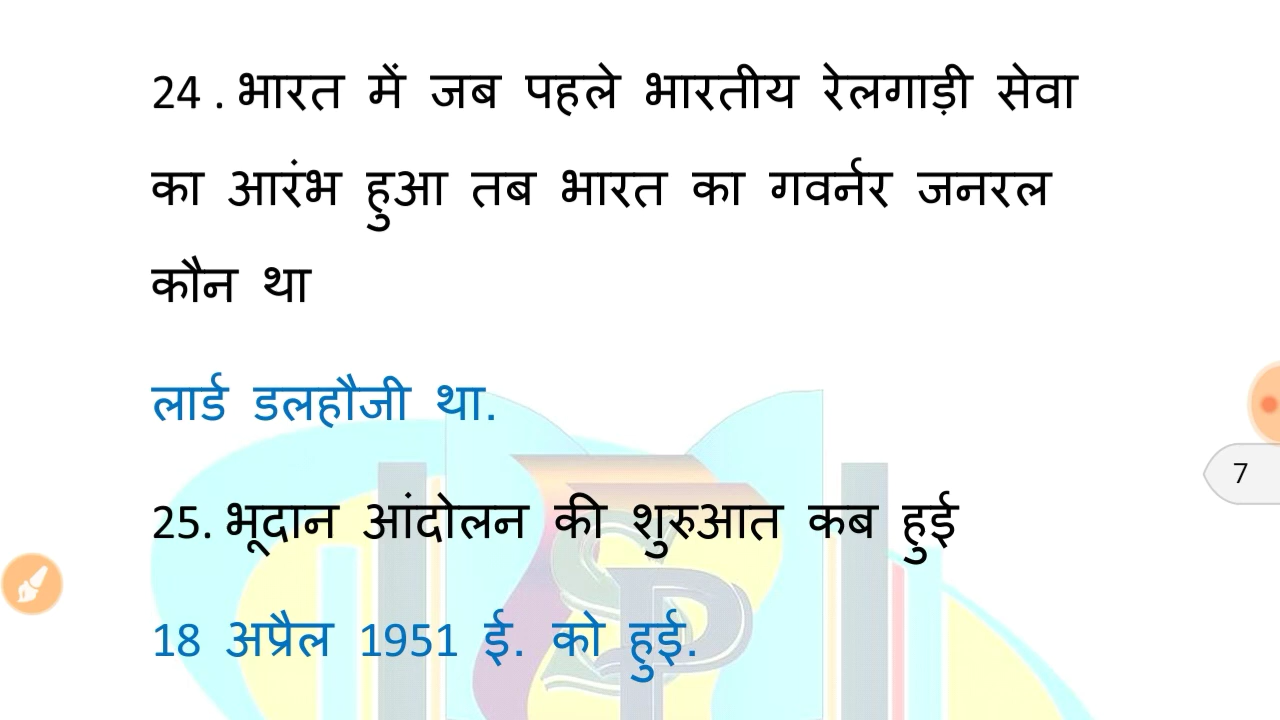 24 . भारत में जब पहले भारतीय रेलगाड़ी सेवा
का आरंभ हुआ तब भारत का गवर्नर जनरल
कौन था
लार्ड डलहौजी था.
25. भूदान आंदोलन की शुरुआत कब हुई
18 अप्रैल 1951 ई. को हुई.
7
SP